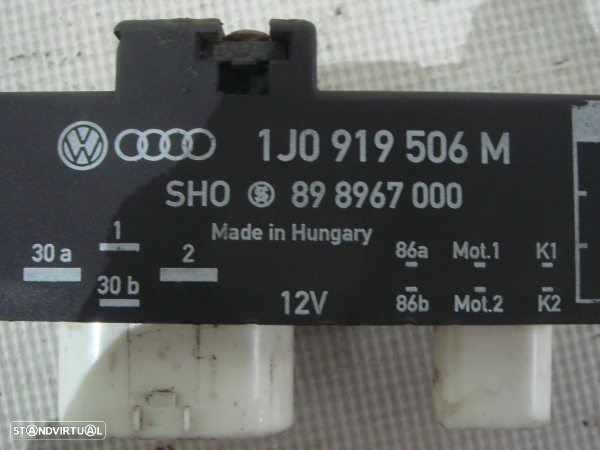 1J0 919 506 M
SHO 89 8967 000
Made in Hungary
30 a 1 2 86a Mot.1 K1
30 b 12V 86b Mot.2 K2
STANDVIRTUAL